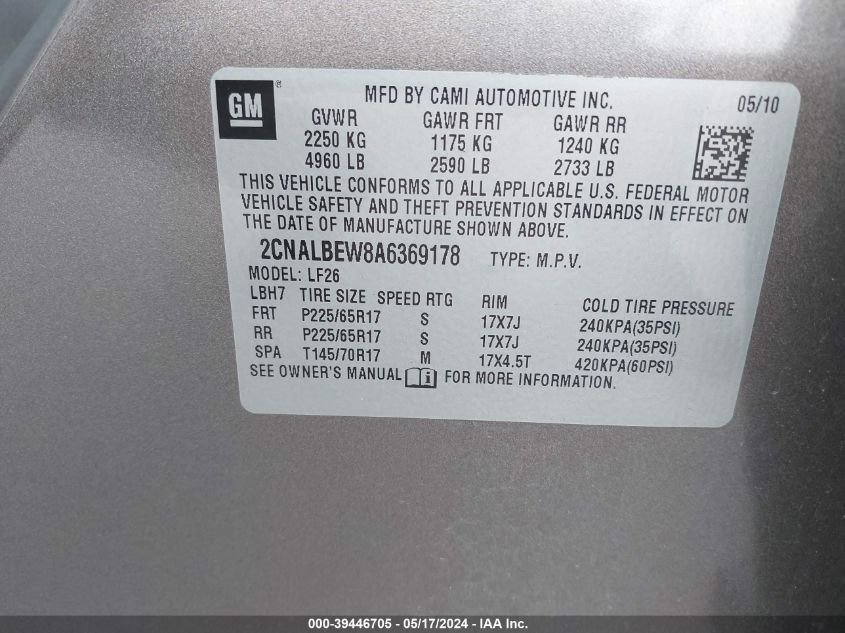 GM ®
MFD BY CAMI AUTOMOTIVE INC. 05/10
GVWR GAWR FRT GAWR RR
2250 KG 1175 KG 1240 KG
4960 LB 2590 LB 2733 LB
THIS VEHICLE CONFORMS TO ALL APPLICABLE U.S. FEDERAL MOTOR
VEHICLE SAFETY AND THEFT PREVENTION STANDARDS IN EFFECT ON
THE DATE OF MANUFACTURE SHOWN ABOVE.
2CNALBEW8A6369178 TYPE: M.P.V.
MODEL: LF26
LBH7 TIRE SIZE SPEED RTG RIM COLD TIRE PRESSURE
FRT P225/65R17 S 17X7J 240KPA(35PSI)
RR P225/65R17 S 17X7J 240KPA(35PSI)
SPA T145/70R17 M 17X4.5T 420KPA(60PSI)
SEE OWNER'S MANUAL i FOR MORE INFORMATION.
000-39446705 - 05/17/2024 - IAA Inc.